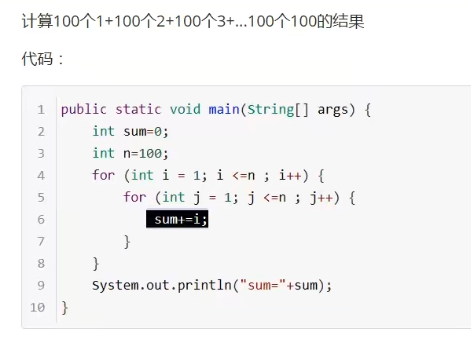 计算100个1+100个2+100个3+...100个100的结果
代码：
1 public static void main(String[] args) {
2     int sum=0;
3     int n=100;
4     for (int i = 1; i <=n ; i++) {
5         for (int j = 1; j <=n ; j++) {
6             sum+=i;
7         }
8     }
9     System.out.println("sum="+sum);
10 }